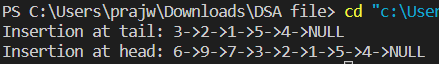 PS C:\Users\prajw\Downloads\DSA file> cd "c:\User
Insertion at tail: 3->2->1->5->4->NULL
Insertion at head: 6->9->7->3->2->1->5->4->NULL